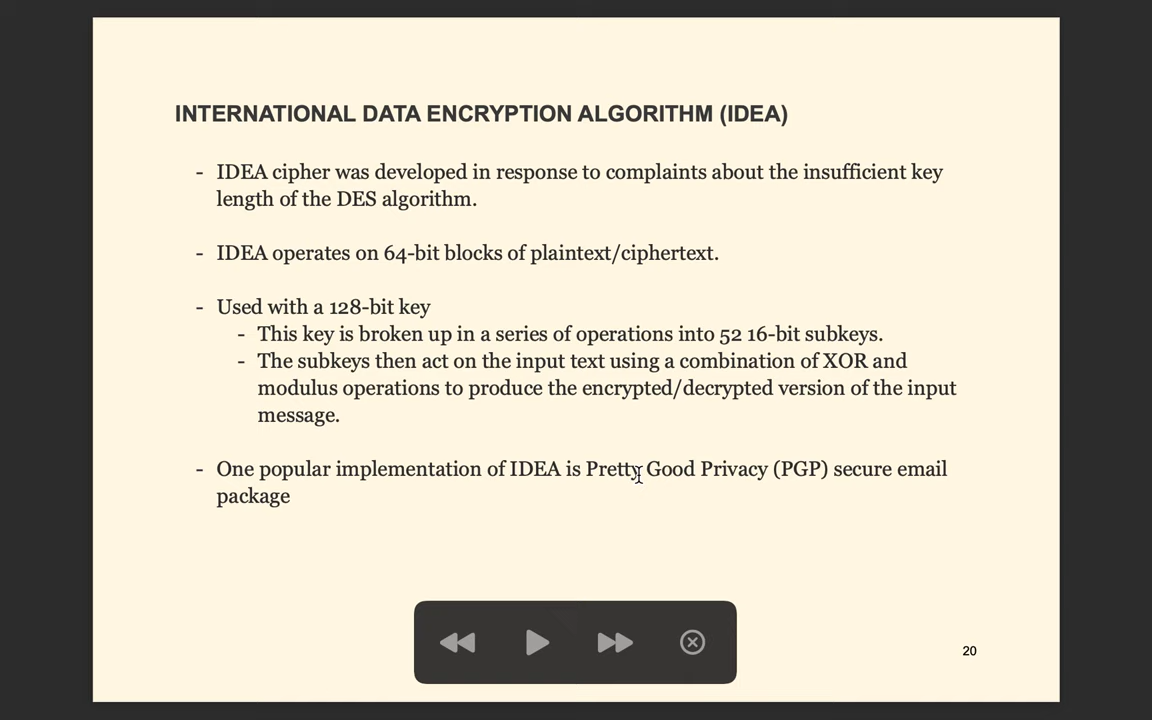 INTERNATIONAL DATA ENCRYPTION ALGORITHM (IDEA)
- IDEA cipher was developed in response to complaints about the insufficient key
length of the DES algorithm.
- IDEA operates on 64-bit blocks of plaintext/ciphertext.
- Used with a 128-bit key
- This key is broken up in a series of operations into 52 16-bit subkeys.
- The subkeys then act on the input text using a combination of XOR and
modulus operations to produce the encrypted/decrypted version of the input
message.
- One popular implementation of IDEA is Pretty Good Privacy (PGP) secure email
package
20